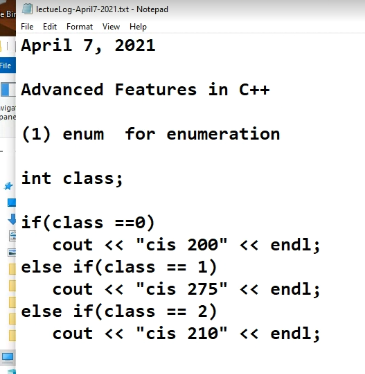 lectueLog-April7-2021.txt - Notepad
File Edit Format View Help
April 7, 2021
Advanced Features in C++
(1) enum  for enumeration
int class;
if(class ==0)
   cout << "cis 200" << endl;
else if(class == 1)
   cout << "cis 275" << endl;
else if(class == 2)
   cout << "cis 210" << endl;
File